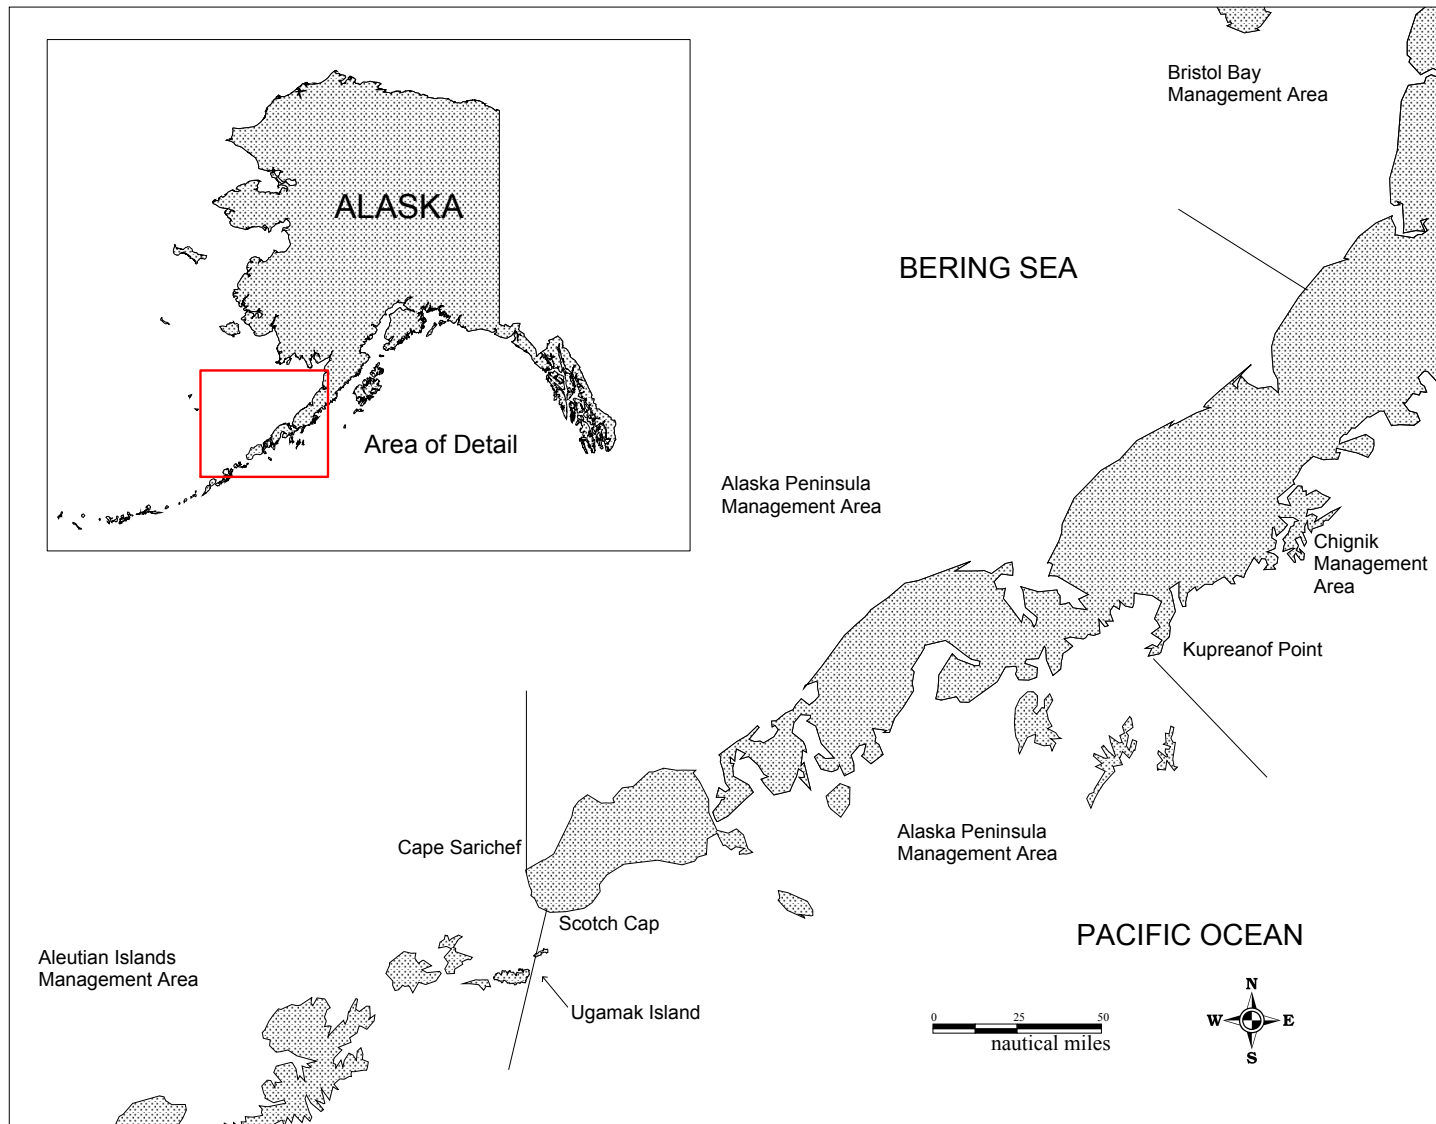 Bristol Bay
Management Area
ALASKA
BERING SEA
Area of Detail
Alaska Peninsula
Management Area
Chignik
Management
Area
Kupreanof Point
Cape Sarichef
Alaska Peninsula
Management Area
Scotch Cap
PACIFIC OCEAN
Aleutian Islands
Management Area
Ugamak Island
N
W E
S
0 25 50
nautical miles